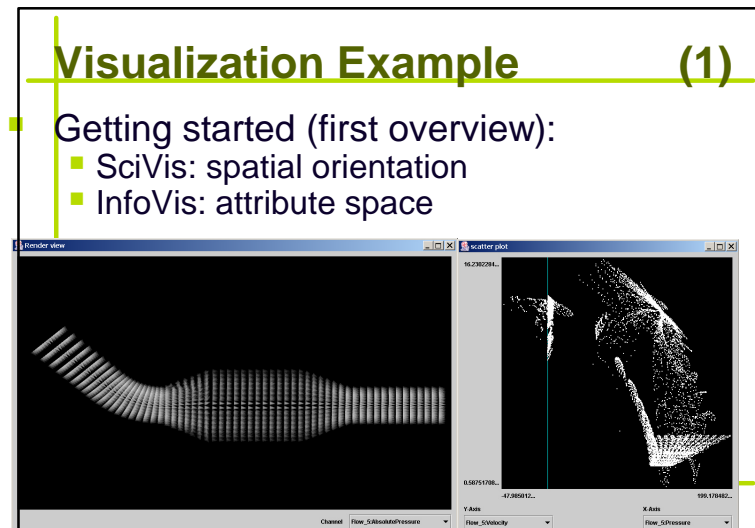 Visualization Example (1)
Getting started (first overview):
SciVis: spatial orientation
InfoVis: attribute space
Render view
scatter plot
16.2302204...
0.58751708...
-47.985012...
199.178482...
Y-Axis
X-Axis
Channel
Flow_5:AbsolutePressure
Flow_5:Velocity
Flow_5:Pressure